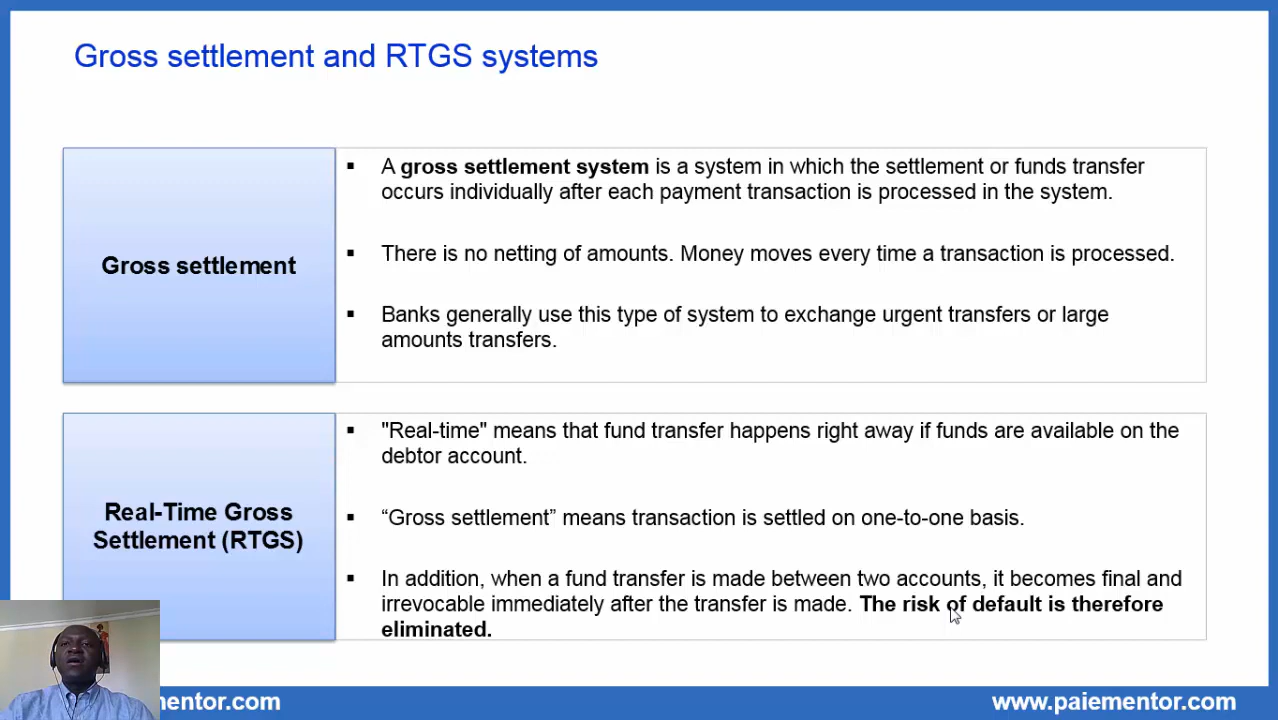 Gross settlement and RTGS systems
Gross settlement
▪ A gross settlement system is a system in which the settlement or funds transfer
occurs individually after each payment transaction is processed in the system.
▪ There is no netting of amounts. Money moves every time a transaction is processed.
▪ Banks generally use this type of system to exchange urgent transfers or large
amounts transfers.
Real-Time Gross
Settlement (RTGS)
▪ "Real-time" means that fund transfer happens right away if funds are available on the
debtor account.
▪ “Gross settlement” means transaction is settled on one-to-one basis.
▪ In addition, when a fund transfer is made between two accounts, it becomes final and
irrevocable immediately after the transfer is made. The risk of default is therefore
eliminated.
mentor.com
www.paiementor.com